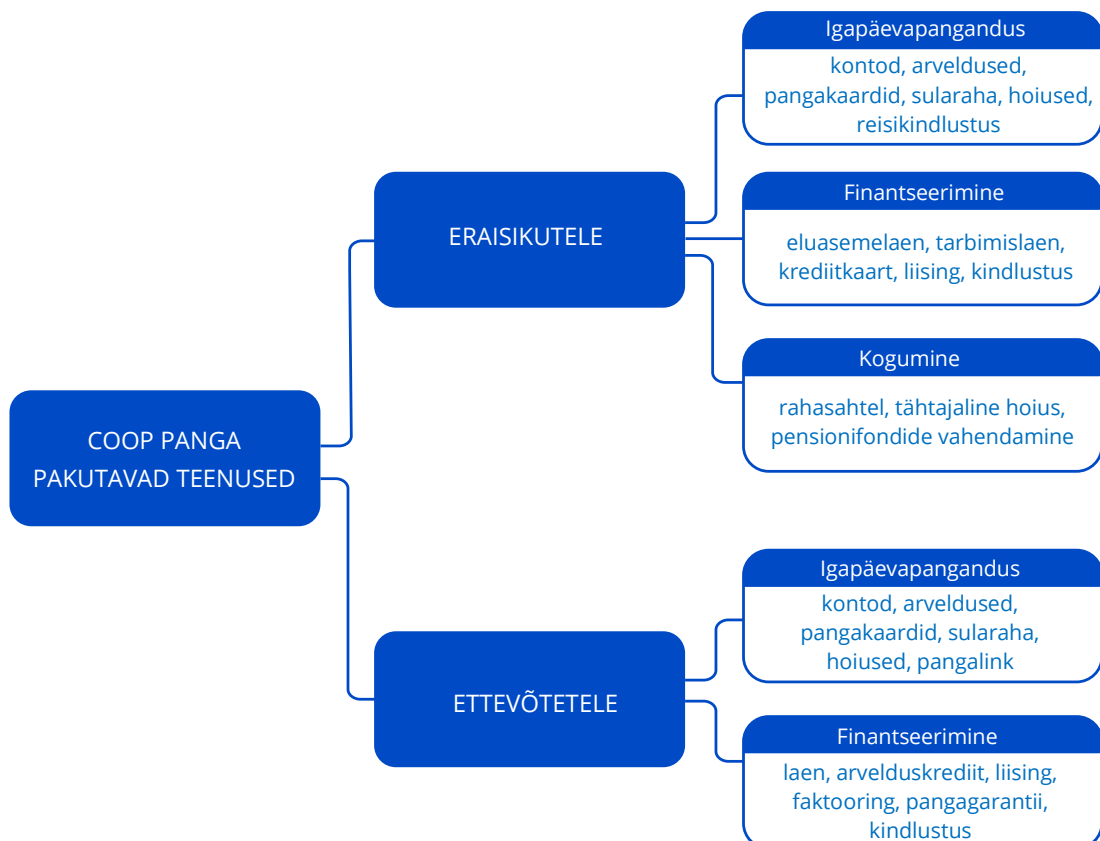 COOP PANGA
PAKUTAVAD TEENUSED
ERAISIKUTELE
Igapäevapangandus
kontod, arveldused,
pangakaardid, sularaha, hoiused,
reisikindlustus
Finantseerimine
eluasemelaen, tarbimislaen,
krediitkaart, liising, kindlustus
Kogumine
rahasahtel, tähtajaline hoius,
pensionifondide vahendamine
ETTEVÕTETELE
Igapäevapangandus
kontod, arveldused,
pangakaardid, sularaha,
hoiused, pangalink
Finantseerimine
laen, arvelduskrediit, liising,
faktooring, pangagarantii,
kindlustus